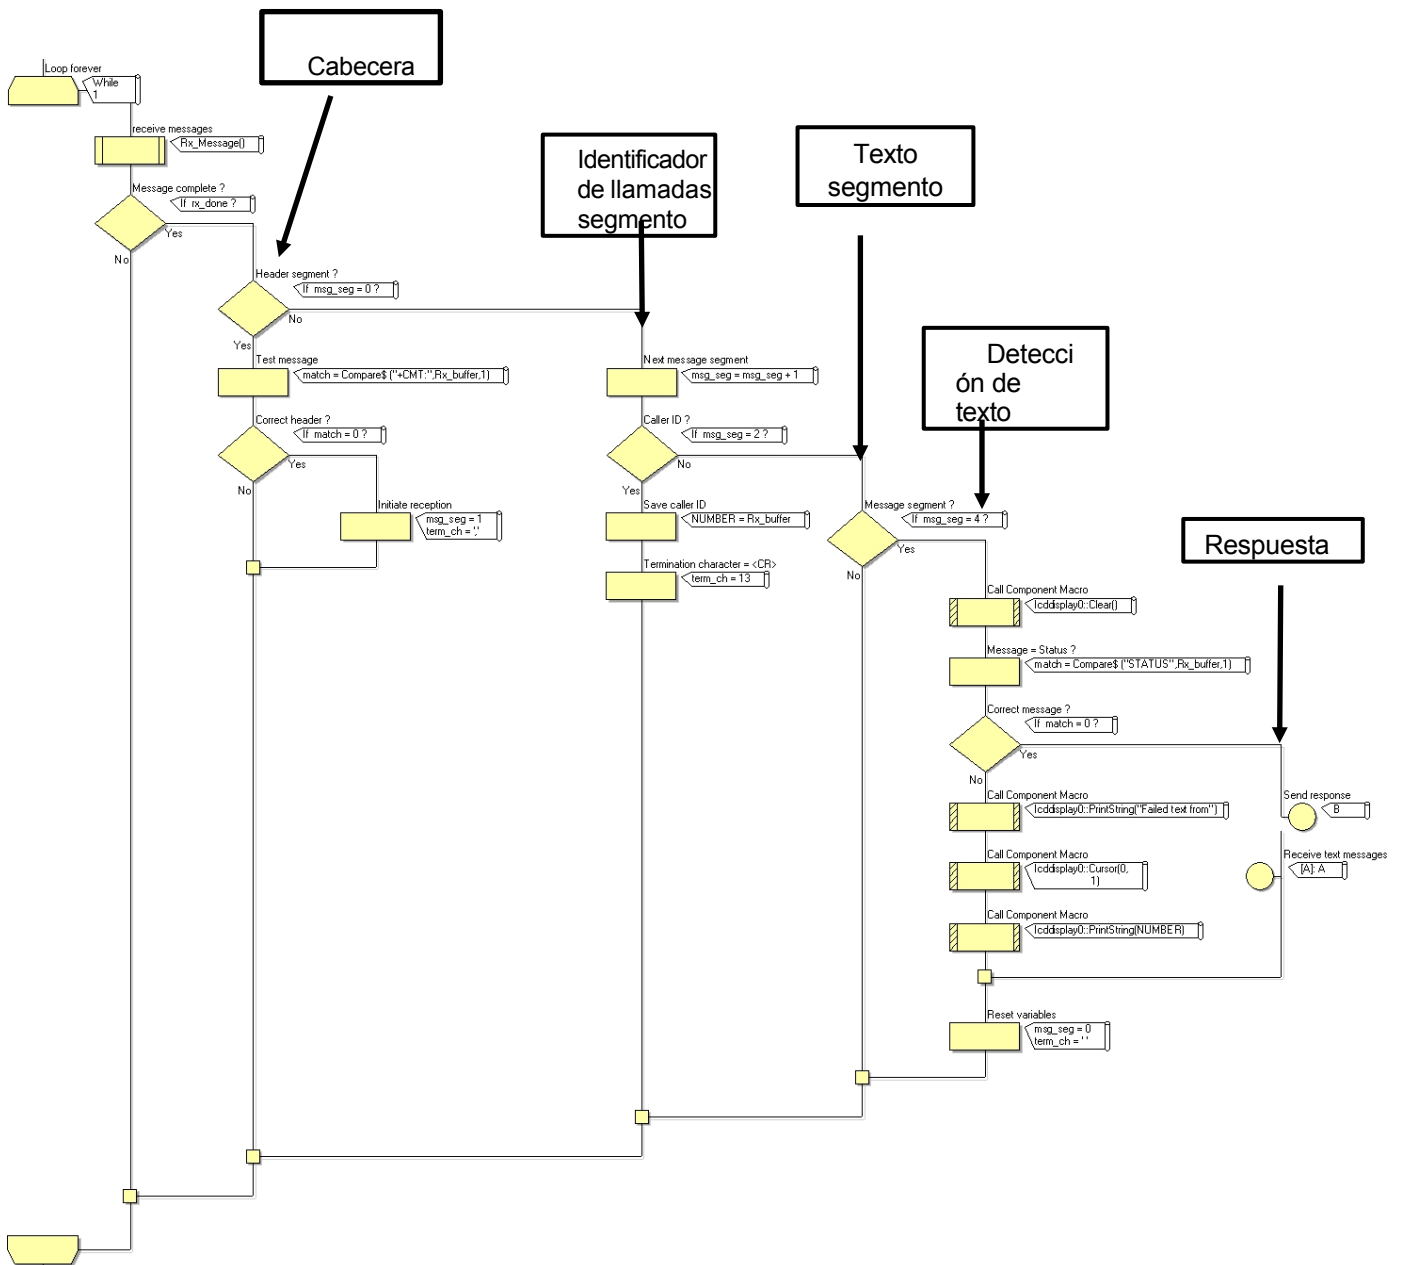 Cabecera
Loop forever
While
1
receive messages
Rx_Message()
Identificador
de llamadas
segmento
Texto
segmento
Message complete ?
If rx_done ?
Yes
No
Header segment ?
If msg_seg = 0 ?
No
Yes
Detecci
ón de
texto
Test message
match = Compare$ ("+CMT:",Rx_buffer,1)
Next message segment
msg_seg = msg_seg + 1
Correct header ?
If match = 0 ?
Yes
No
Caller ID ?
If msg_seg = 2 ?
No
Yes
Initiate reception
msg_seg = 1
term_ch = ','
Save caller ID
NUMBER = Rx_buffer
Message segment ?
If msg_seg = 4 ?
Yes
No
Respuesta
Termination character = <CR>
term_ch = 13
Call Component Macro
lcddisplay0::Clear()
Message = Status ?
match = Compare$ ("STATUS",Rx_buffer,1)
Correct message ?
If match = 0 ?
Yes
No
Call Component Macro
lcddisplay0::PrintString("Failed text from")
Send response
B
Call Component Macro
lcddisplay0::Cursor(0,
1)
Receive text messages
[A]: A
Call Component Macro
lcddisplay0::PrintString(NUMBER)
Reset variables
msg_seg = 0
term_ch = ' '